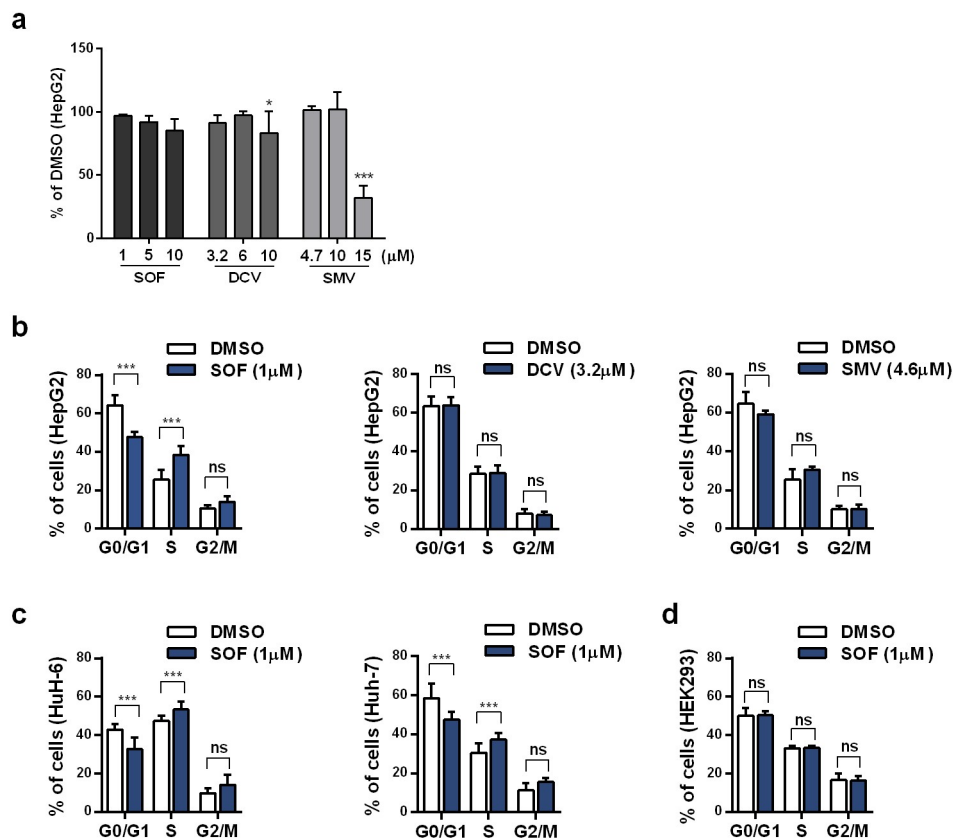 a
% of DMSO (HepG2)
150
100
50
0
*
***
1 5 10 3.2 6 10 4.7 10 15 (μM)
SOF DCV SMV
b
DMSO
SOF (1μM)
% of cells (HepG2)
80
60
40
20
0
***
***
ns
G0/G1 S G2/M
DMSO
DCV (3.2μM)
% of cells (HepG2)
80
60
40
20
0
ns
ns
ns
G0/G1 S G2/M
DMSO
SMV (4.6μM)
% of cells (HepG2)
80
60
40
20
0
ns
ns
ns
G0/G1 S G2/M
c
DMSO
SOF (1μM)
% of cells (HuH-6)
80
60
40
20
0
***
***
ns
G0/G1 S G2/M
DMSO
SOF (1μM)
% of cells (Huh-7)
80
60
40
20
0
***
***
ns
G0/G1 S G2/M
d
DMSO
SOF (1μM)
% of cells (HEK293)
80
60
40
20
0
ns
ns
ns
G0/G1 S G2/M